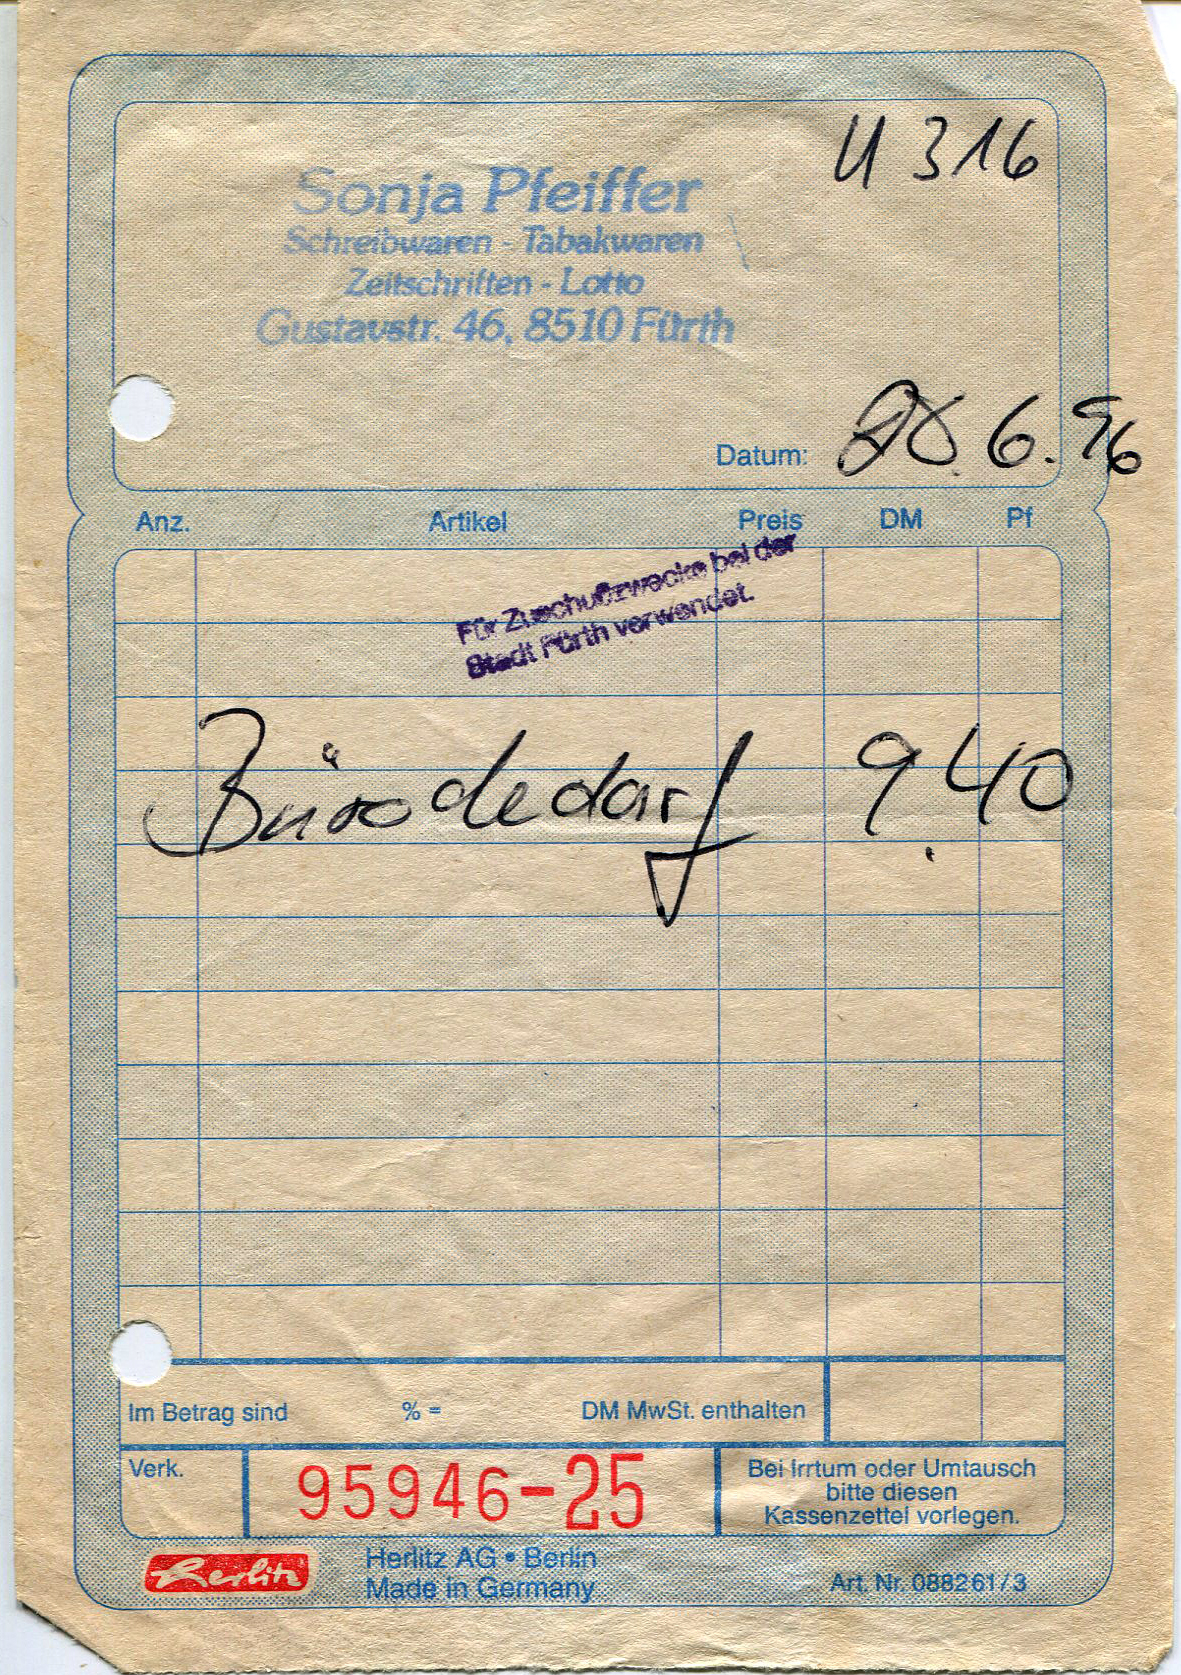 U 316
Sonja Pfeiffer
Schreibwaren - Tabakwaren
Zeitschriften - Lotto
Gustavstr. 46, 8510 Fürth
Datum: 28.6.96
Anz. Artikel Preis DM Pf
Für Zuschußzwecke bei der
Stadt Fürth verwendet.
Bürobedarf 9.40
Im Betrag sind % = DM MwSt. enthalten
Verk. 95946-25
Bei Irrtum oder Umtausch
bitte diesen
Kassenzettel vorlegen.
Herlitz
Herlitz AG • Berlin
Made in Germany
Art. Nr. 088261/3